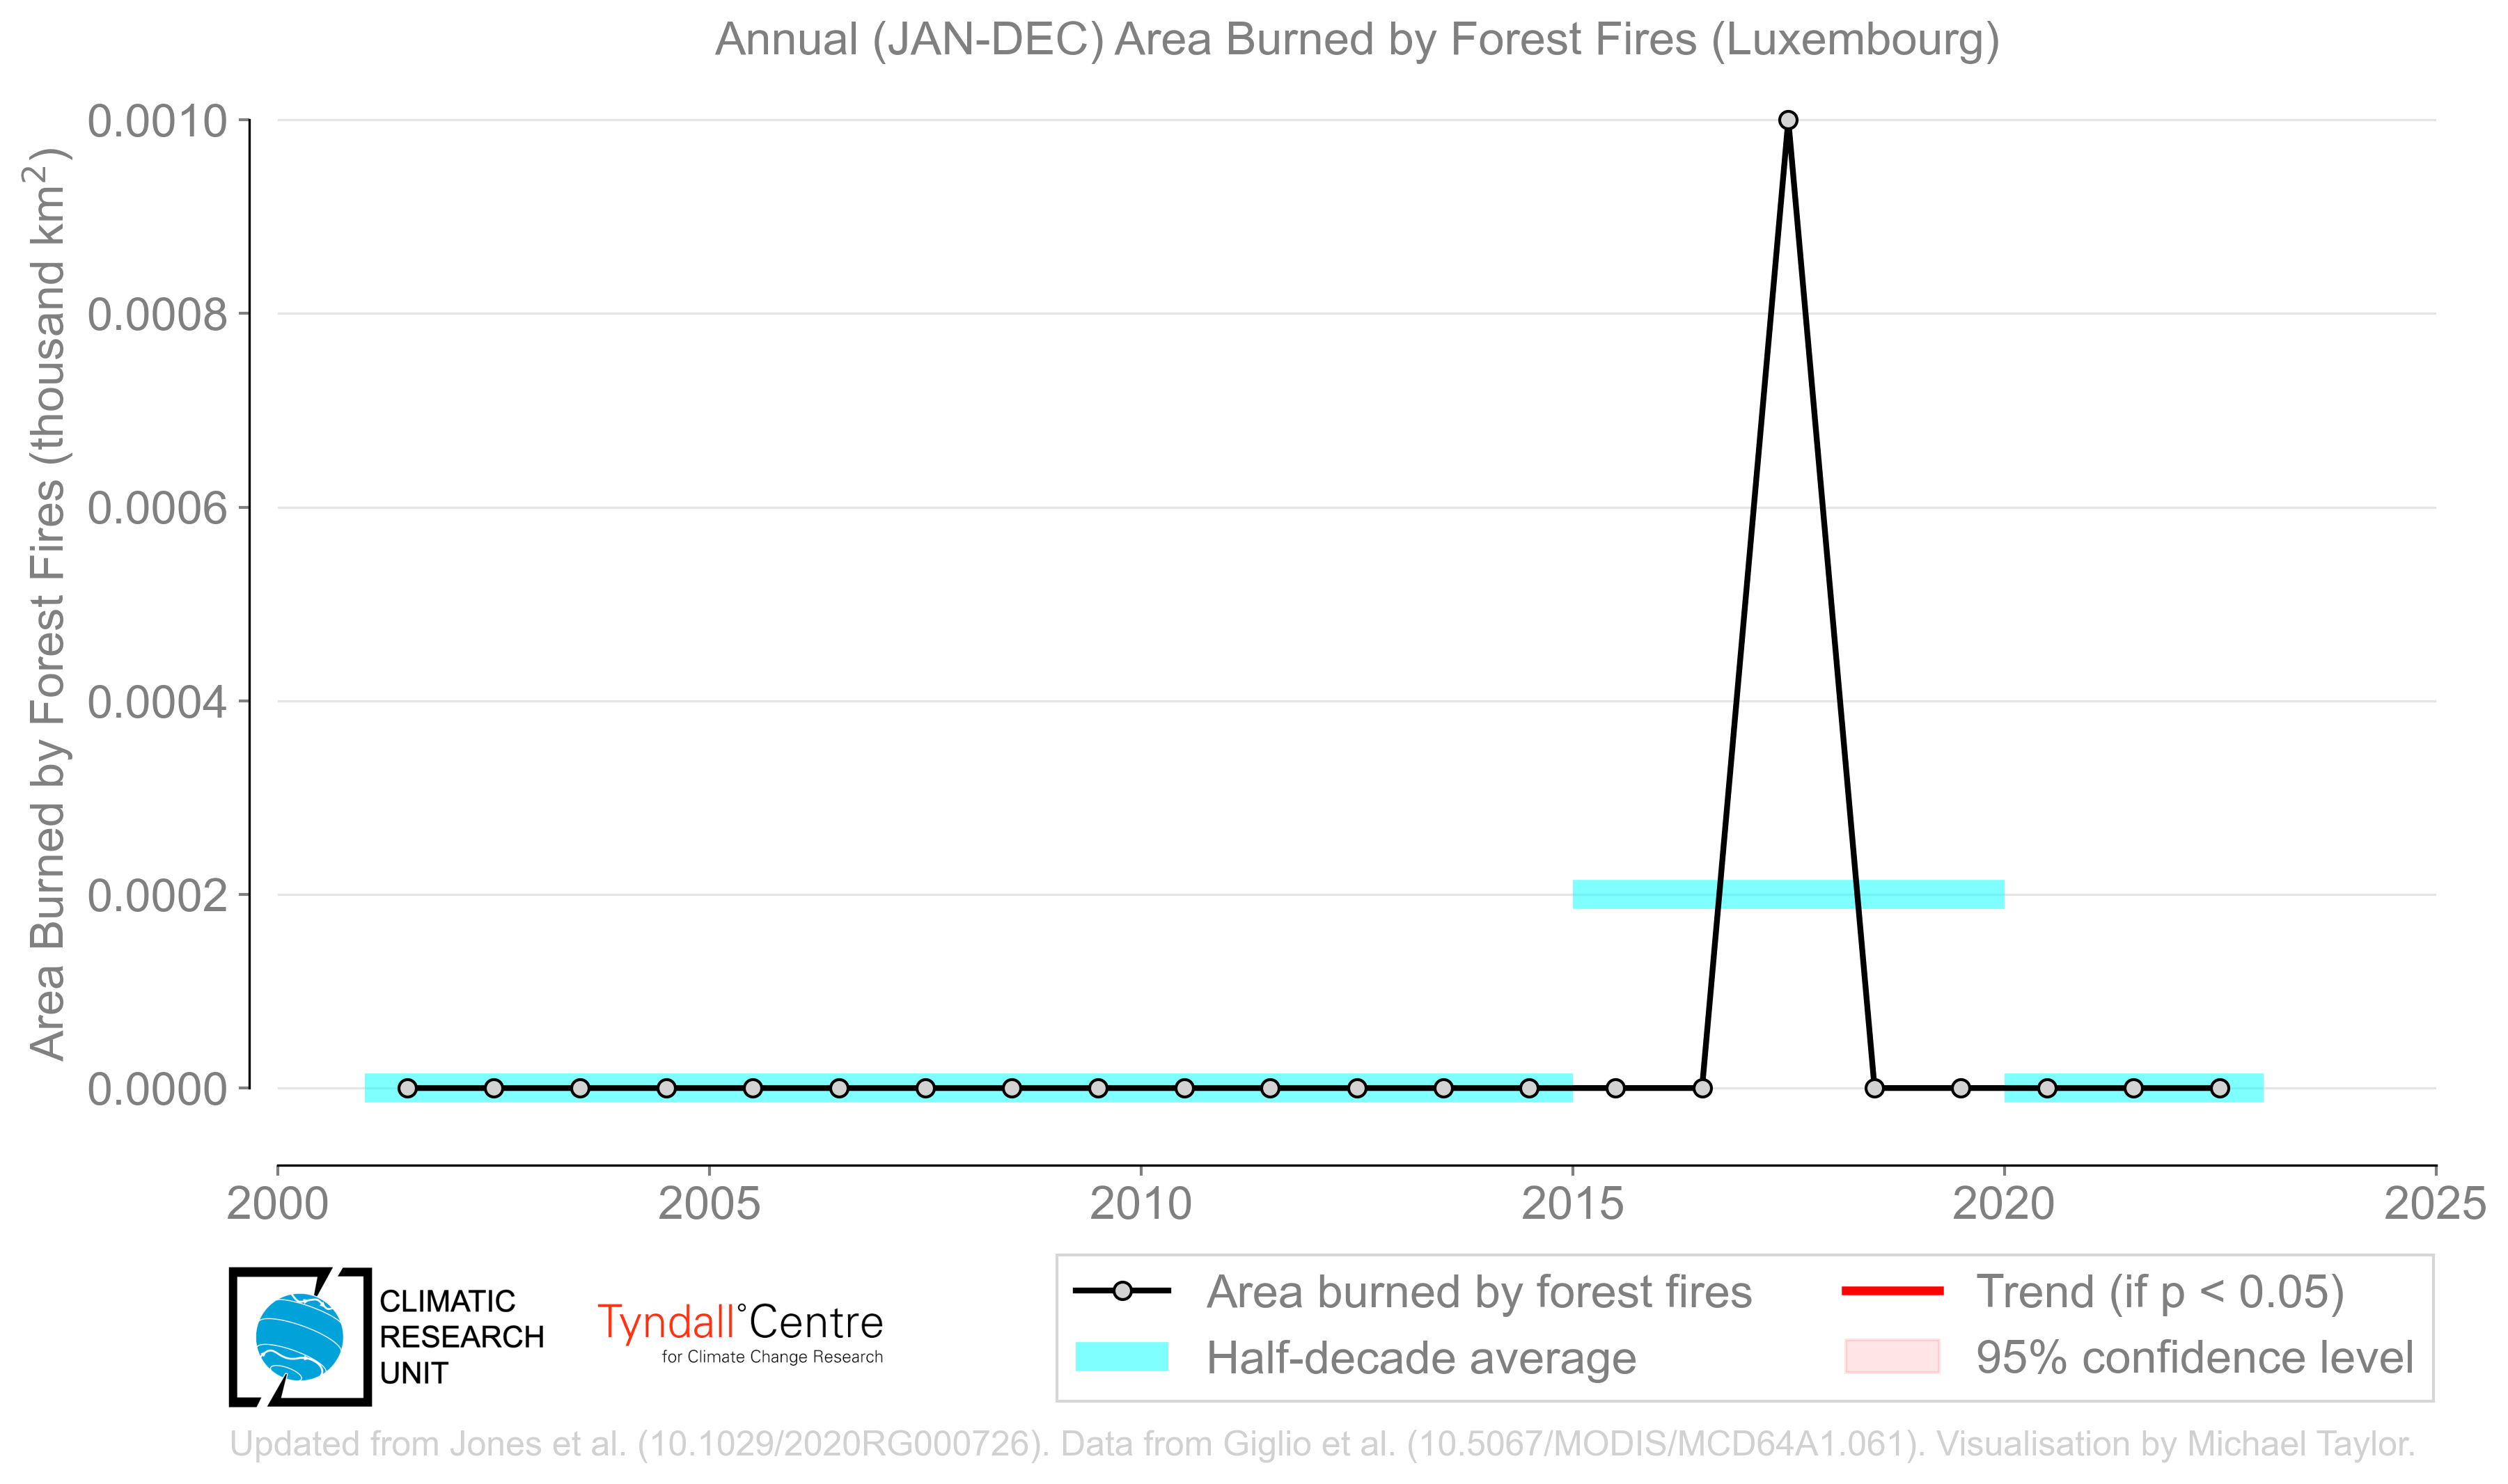 Annual (JAN-DEC) Area Burned by Forest Fires (Luxembourg)
Area Burned by Forest Fires (thousand km²)
0.0010
0.0008
0.0006
0.0004
0.0002
0.0000
2000 2005 2010 2015 2020 2025
CLIMATIC
RESEARCH
UNIT
Tyndall°Centre
for Climate Change Research
Area burned by forest fires
Half-decade average
Trend (if p < 0.05)
95% confidence level
Updated from Jones et al. (10.1029/2020RG000726). Data from Giglio et al. (10.5067/MODIS/MCD64A1.061). Visualisation by Michael Taylor.